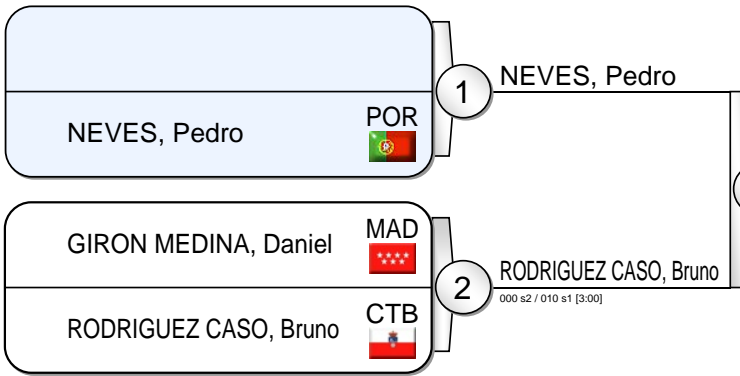 NEVES, Pedro
POR
1
NEVES, Pedro
GIRON MEDINA, Daniel
MAD
RODRIGUEZ CASO, Bruno
CTB
2
RODRIGUEZ CASO, Bruno
000 s2 / 010 s1 [3:00]